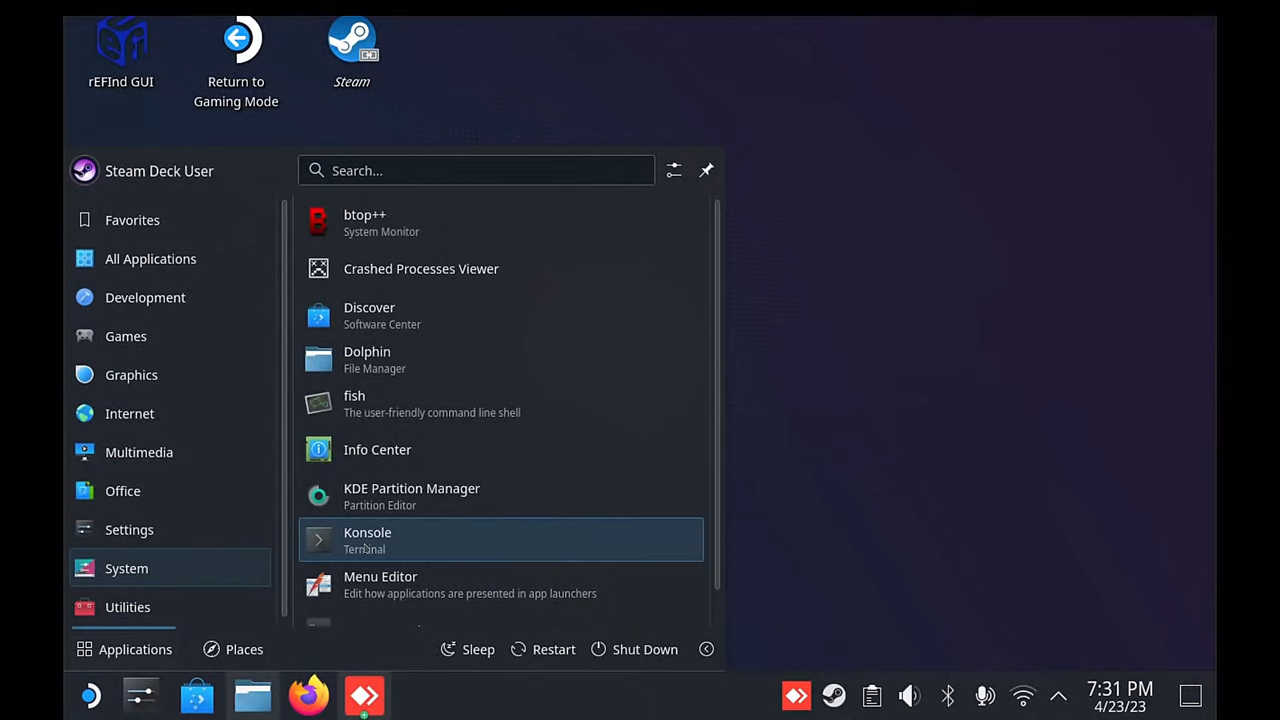 rEFInd GUI
Return to
Gaming Mode
Steam
Steam Deck User
Search...
Favorites
All Applications
Development
Games
Graphics
Internet
Multimedia
Office
Settings
System
Utilities
btop++
System Monitor
Crashed Processes Viewer
Discover
Software Center
Dolphin
File Manager
fish
The user-friendly command line shell
Info Center
KDE Partition Manager
Partition Editor
Konsole
Terminal
Menu Editor
Edit how applications are presented in app launchers
Applications
Places
Sleep
Restart
Shut Down
7:31 PM
4/23/23